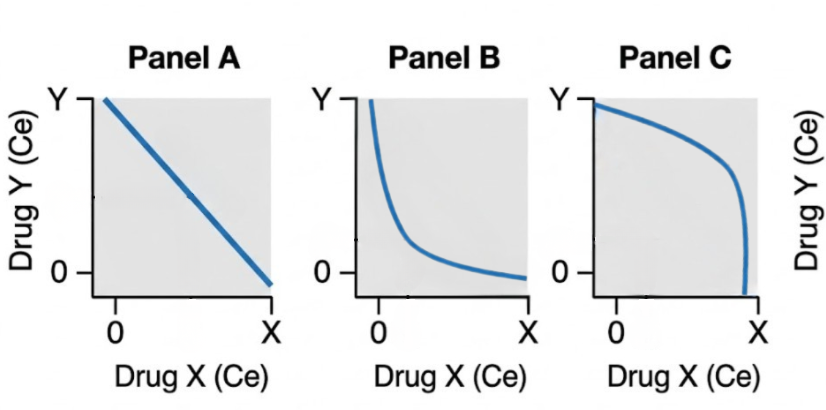 Panel A
Y
0
Drug Y (Ce)
0 X
Drug X (Ce)
Panel B
Y
0
0 X
Drug X (Ce)
Panel C
Y
0
0 X
Drug X (Ce)
Drug Y (Ce)